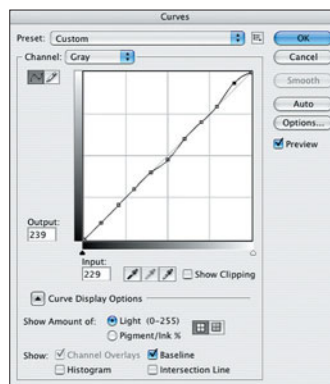 Curves
Preset: Custom
OK
Channel: Gray
Cancel
Smooth
Auto
Options...
Preview
Output:
239
Input:
229
Show Clipping
Curve Display Options
Show Amount of: Light (0-255)
Pigment/Ink %
Show: Channel Overlays Baseline
Histogram Intersection Line